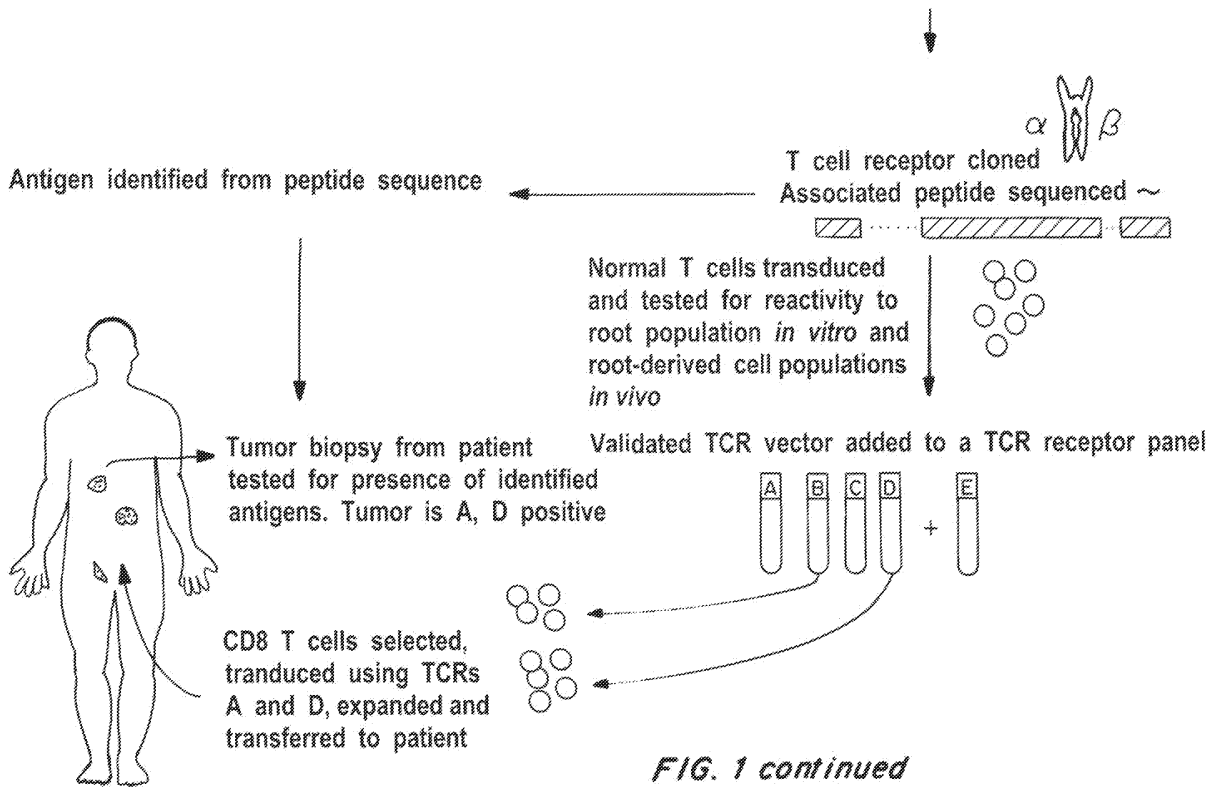 α β
T cell receptor cloned
Associated peptide sequenced ~
Antigen identified from peptide sequence
Normal T cells transduced
and tested for reactivity to
root population in vitro and
root-derived cell populations
in vivo
Validated TCR vector added to a TCR receptor panel
A B C D + E
Tumor biopsy from patient
tested for presence of identified
antigens. Tumor is A, D positive
CD8 T cells selected,
tranduced using TCRs
A and D, expanded and
transferred to patient
FIG. 1 continued